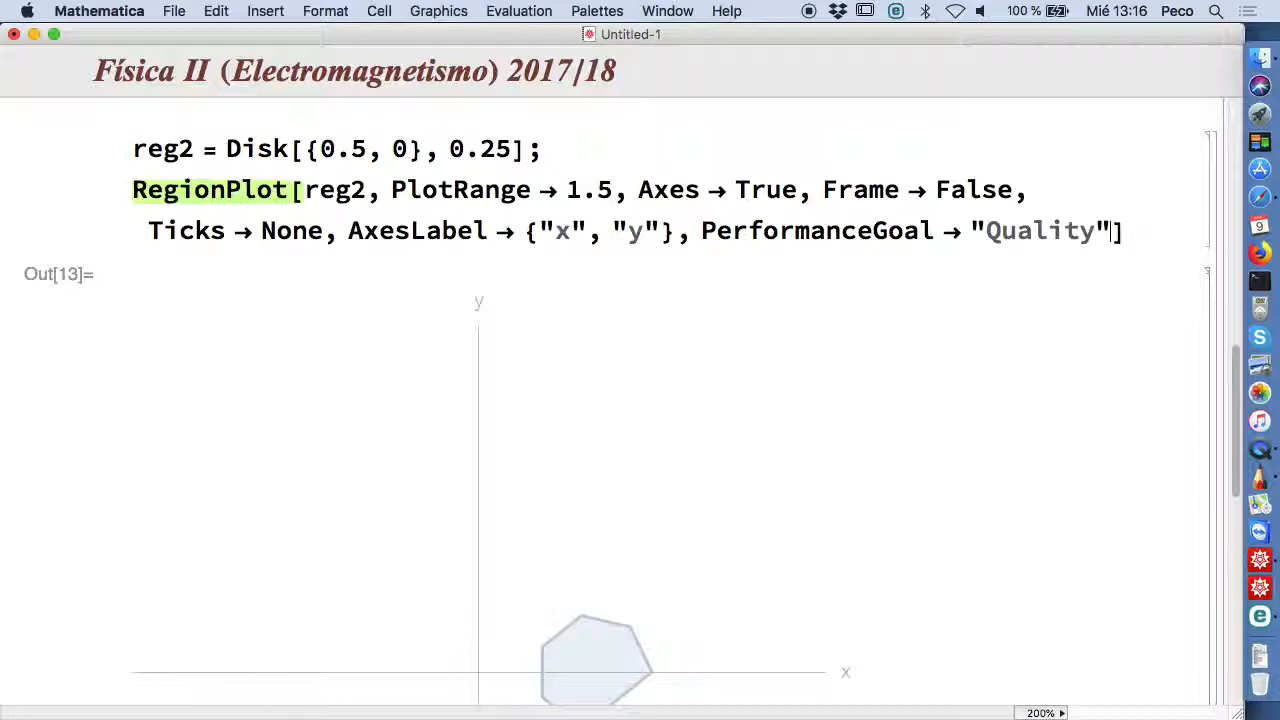 Mathematica File Edit Insert Format Cell Graphics Evaluation Palettes Window Help 100 % Mié 13:16 Peco
Untitled-1
Física II (Electromagnetismo) 2017/18
reg2 = Disk[{0.5, 0}, 0.25];
RegionPlot[reg2, PlotRange → 1.5, Axes → True, Frame → False,
Ticks → None, AxesLabel → {"x", "y"}, PerformanceGoal → "Quality"]
Out[13]=
y
x
200%